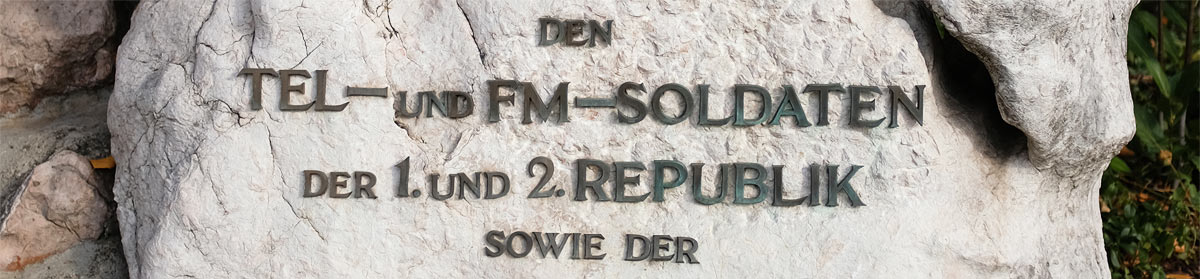 DEN
TEL- UND FM-SOLDATEN
DER 1. UND 2. REPUBLIK
SOWIE DER